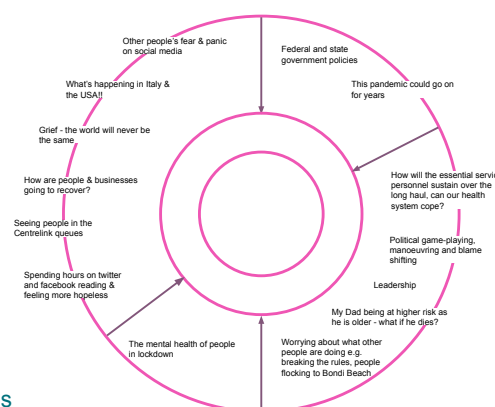 Other people's fear & panic
on social media
Federal and state
government policies
What's happening in Italy &
the USA!!
This pandemic could go on
for years
Grief - the world will never be
the same
How are people & businesses
going to recover?
How will the essential servic
personnel sustain over the
long haul, can our health
system cope?
Seeing people in the
Centrelink queues
Political game-playing,
manoeuvring and blame
shifting
Spending hours on twitter
and facebook reading &
feeling more hopeless
Leadership
My Dad being at higher risk as
he is older - what if he dies?
The mental health of people
in lockdown
Worrying about what other
people are doing e.g.
breaking the rules, people
flocking to Bondi Beach
s